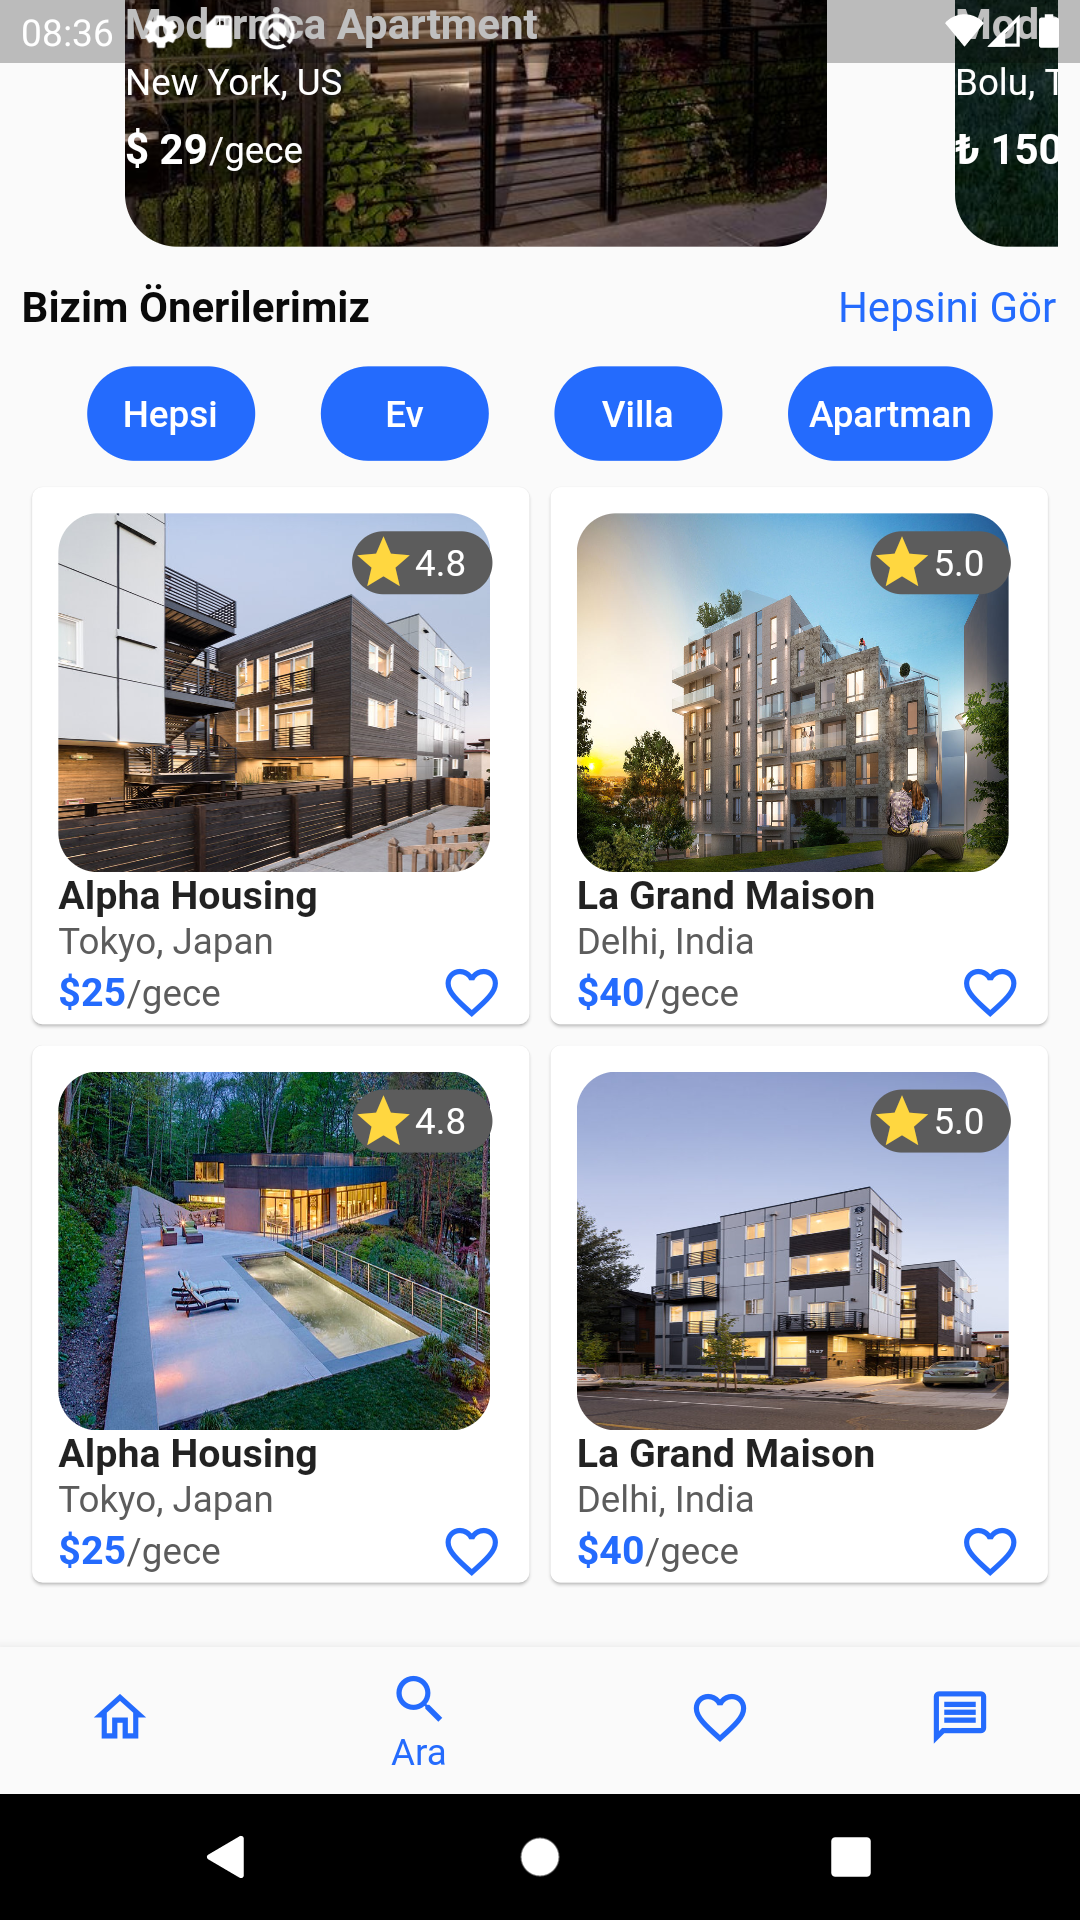 08:36
Modernica Apartment
New York, US
$ 29/gece
Mod
Bolu, T
₺ 150
Bizim Önerilerimiz
Hepsini Gör
Hepsi
Ev
Villa
Apartman
4.8
Alpha Housing
Tokyo, Japan
$25/gece
5.0
La Grand Maison
Delhi, India
$40/gece
4.8
Alpha Housing
Tokyo, Japan
$25/gece
5.0
La Grand Maison
Delhi, India
$40/gece
Ara